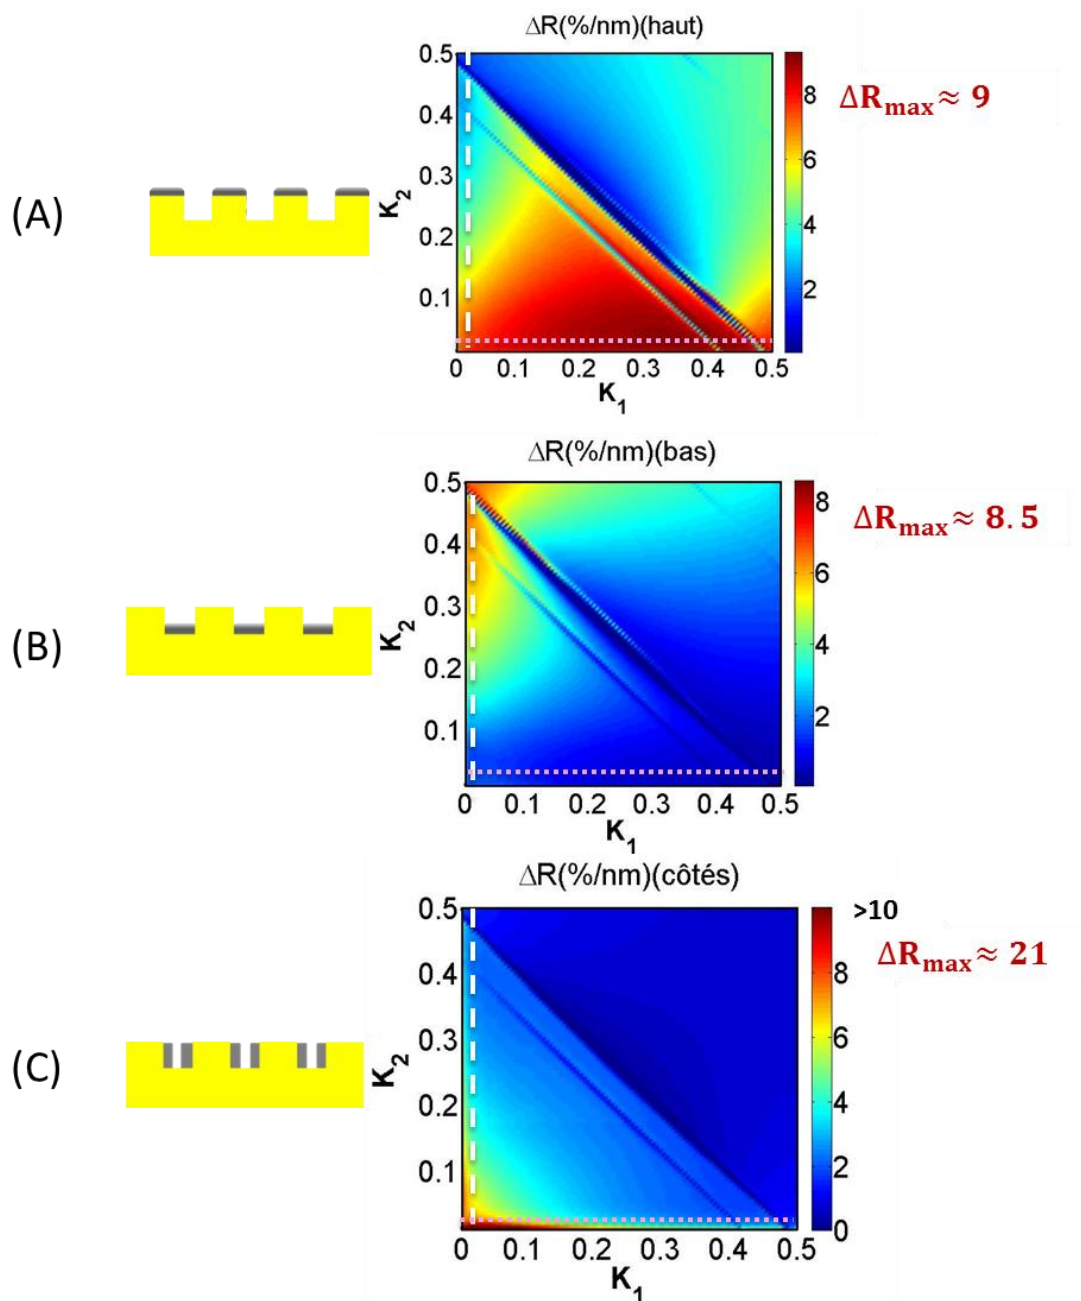 ΔR(%/nm)(haut)
(A)
K₂
0.5
0.4
0.3
0.2
0.1
0 0.1 0.2 0.3 0.4 0.5
K₁
8
6
4
2
ΔRmax ≈ 9
ΔR(%/nm)(bas)
(B)
K₂
0.5
0.4
0.3
0.2
0.1
0 0.1 0.2 0.3 0.4 0.5
K₁
8
6
4
2
ΔRmax ≈ 8.5
ΔR(%/nm)(côtés)
(C)
K₂
0.5
0.4
0.3
0.2
0.1
0 0.1 0.2 0.3 0.4 0.5
K₁
>10
8
6
4
2
0
ΔRmax ≈ 21